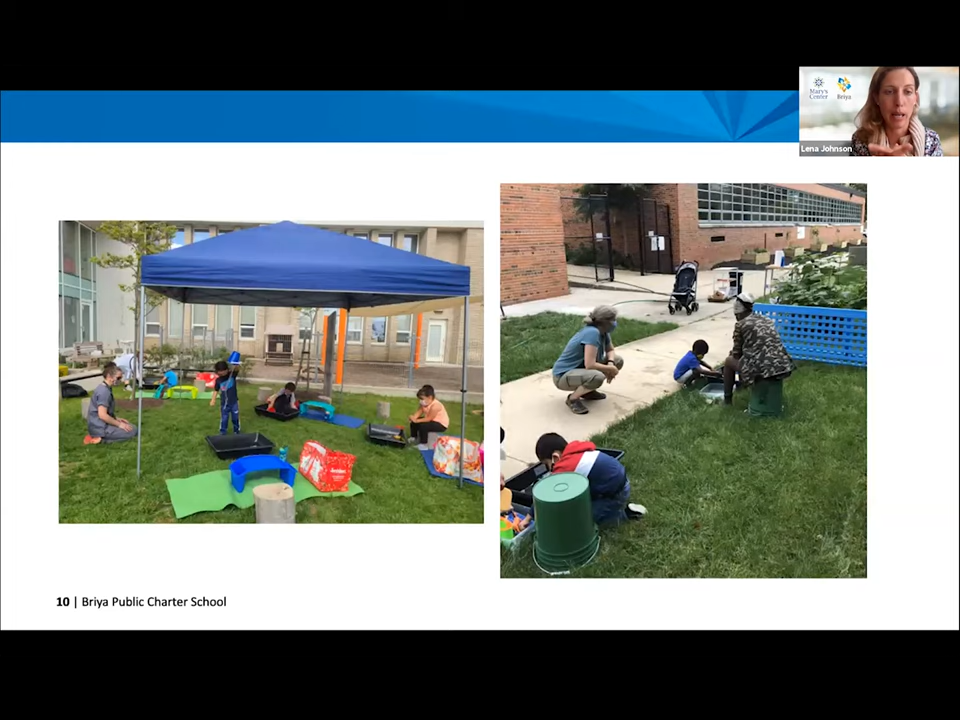 Mary's
Center
Briya
Lena Johnson
10 | Briya Public Charter School